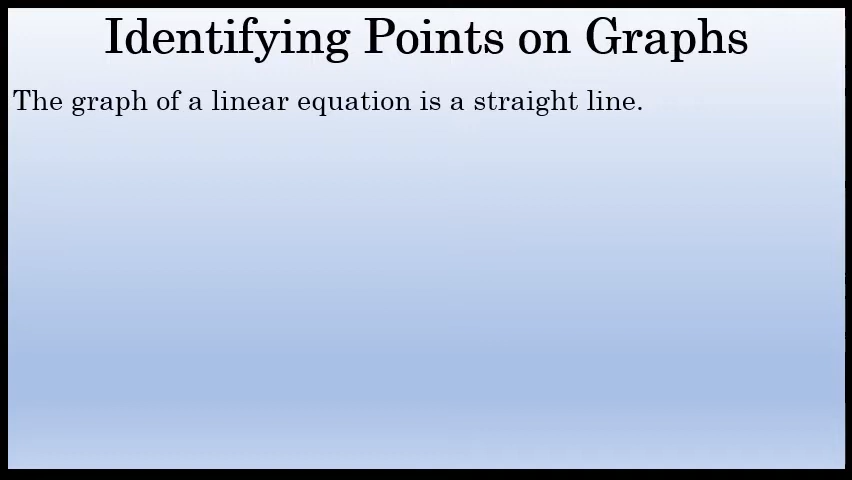 Identifying Points on Graphs
The graph of a linear equation is a straight line.